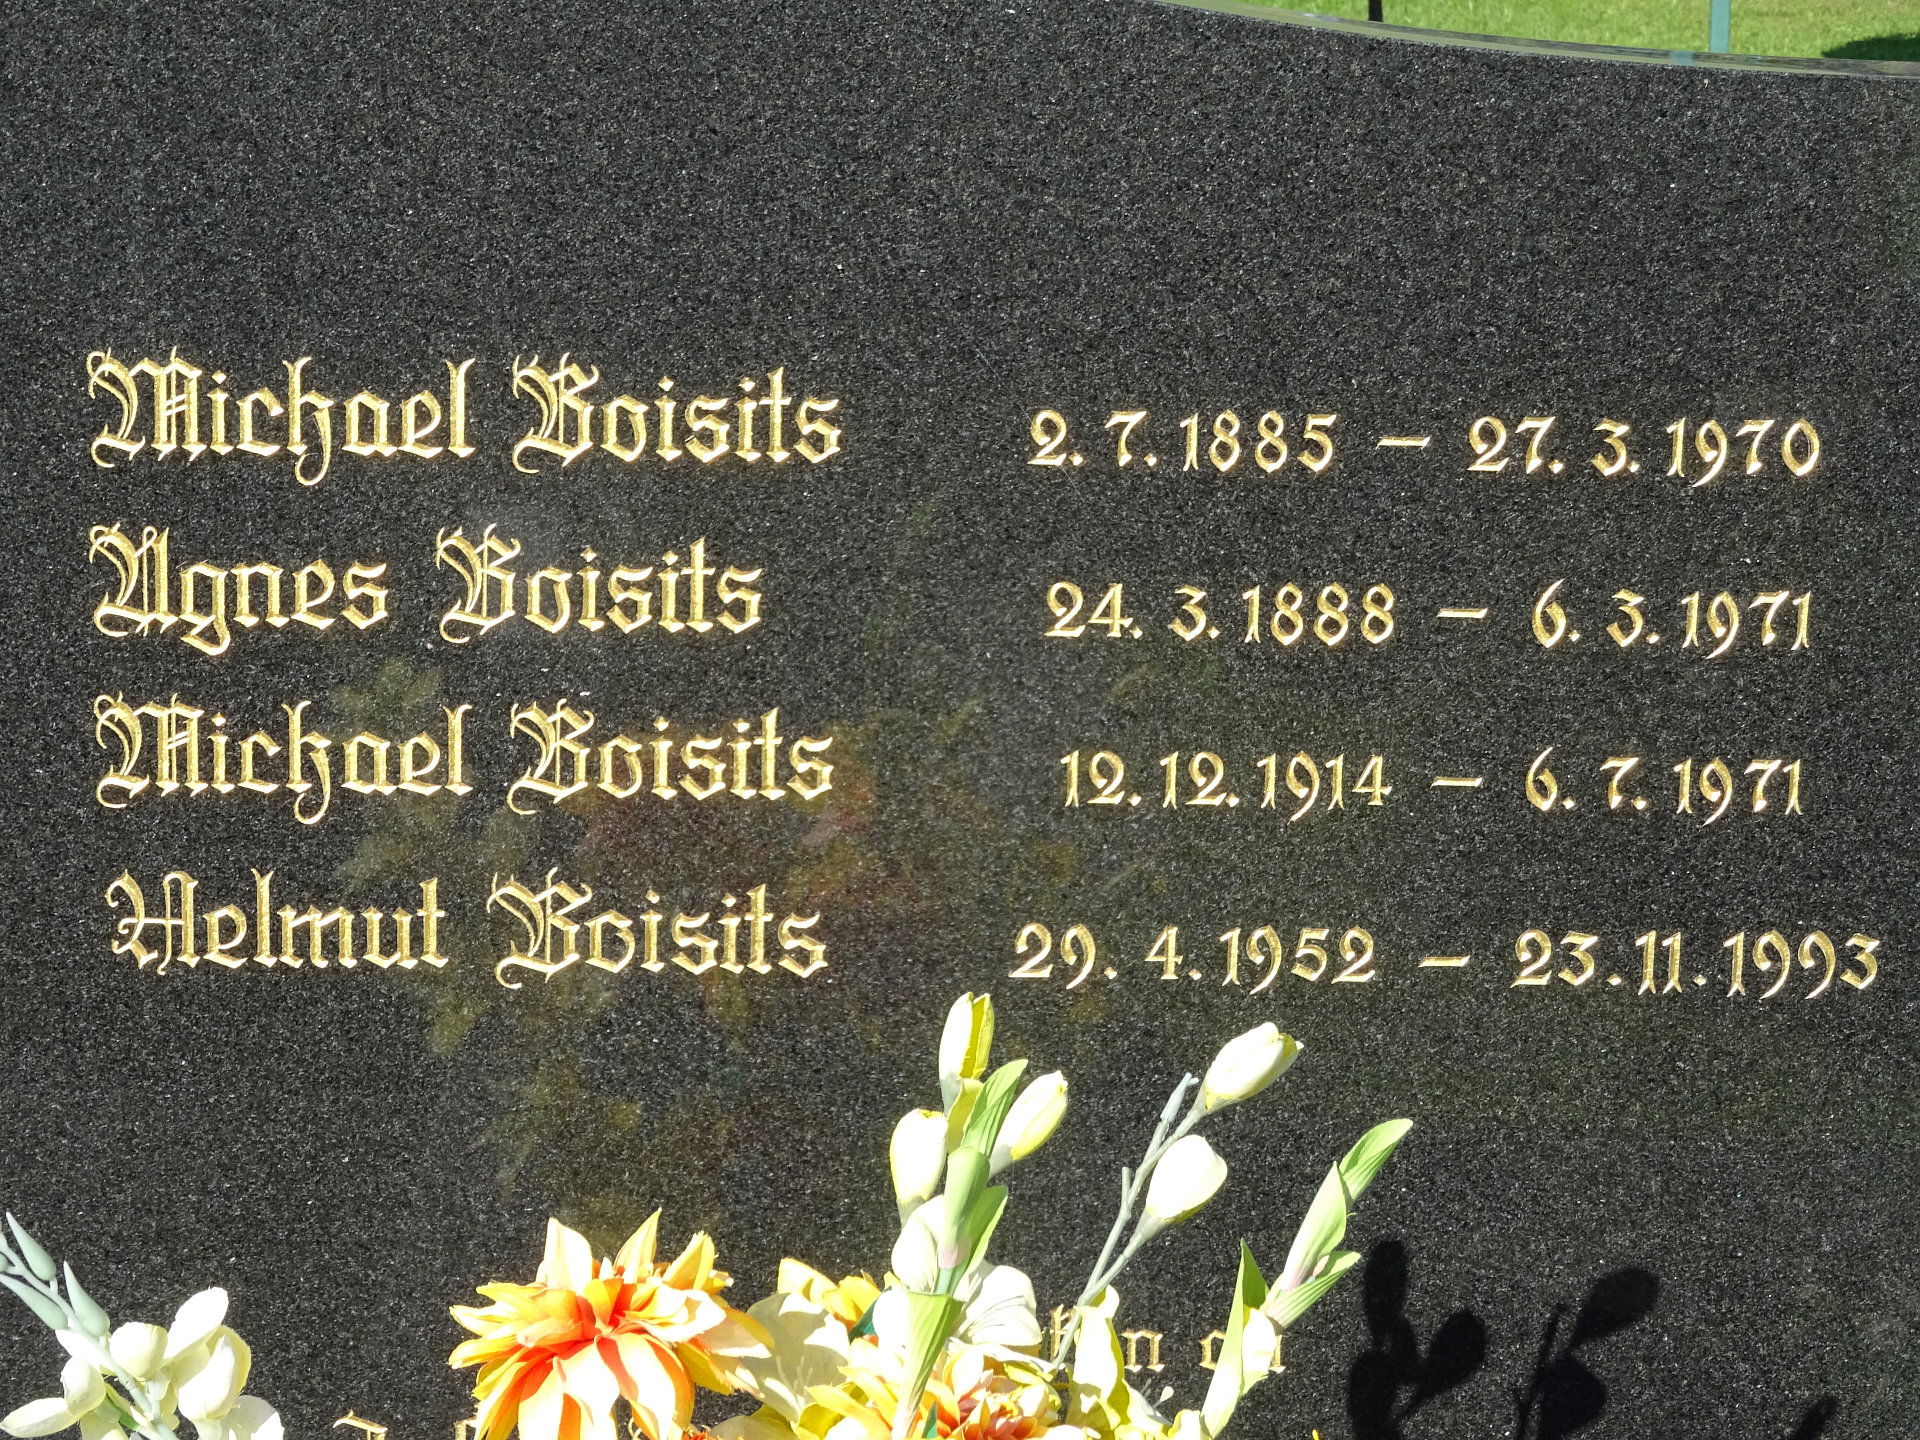 Michael Boisits 2.7.1885 – 27.3.1970
Agnes Boisits 24.3.1888 – 6.3.1971
Michael Boisits 12.12.1914 – 6.7.1971
Helmut Boisits 29.4.1952 – 23.11.1993